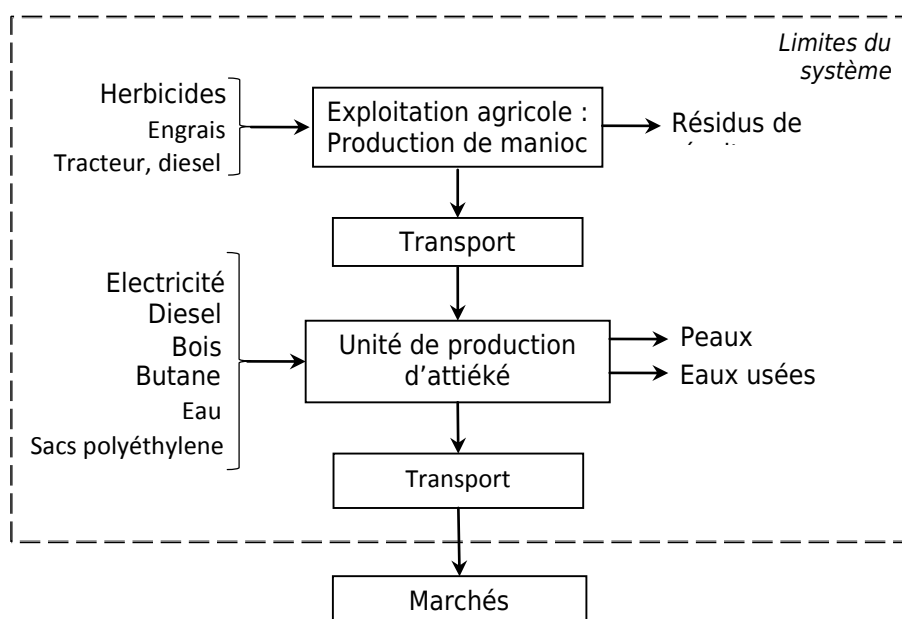 Limites du
système
Herbicides
Engrais
Tracteur, diesel
Exploitation agricole :
Production de manioc
Résidus de
Transport
Electricité
Diesel
Bois
Butane
Eau
Sacs polyéthylene
Unité de production
d’attiéké
Peaux
Eaux usées
Transport
Marchés